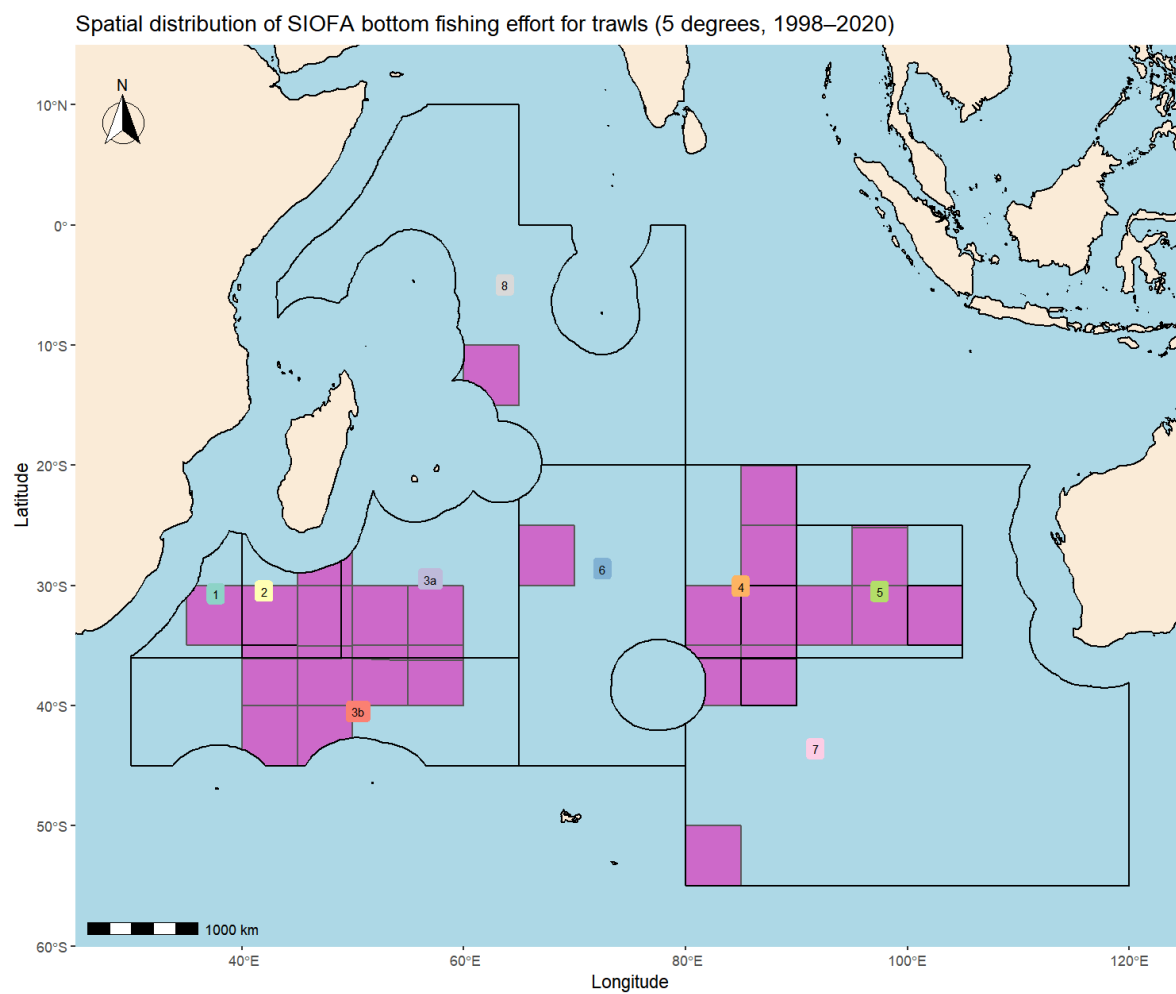 Spatial distribution of SIOFA bottom fishing effort for trawls (5 degrees, 1998–2020)
N
10°N
0°
8
10°S
20°S
6
3a
30°S
1
2
4
5
40°S
3b
7
50°S
1000 km
60°S
40°E
60°E
80°E
100°E
120°E
Longitude
Latitude